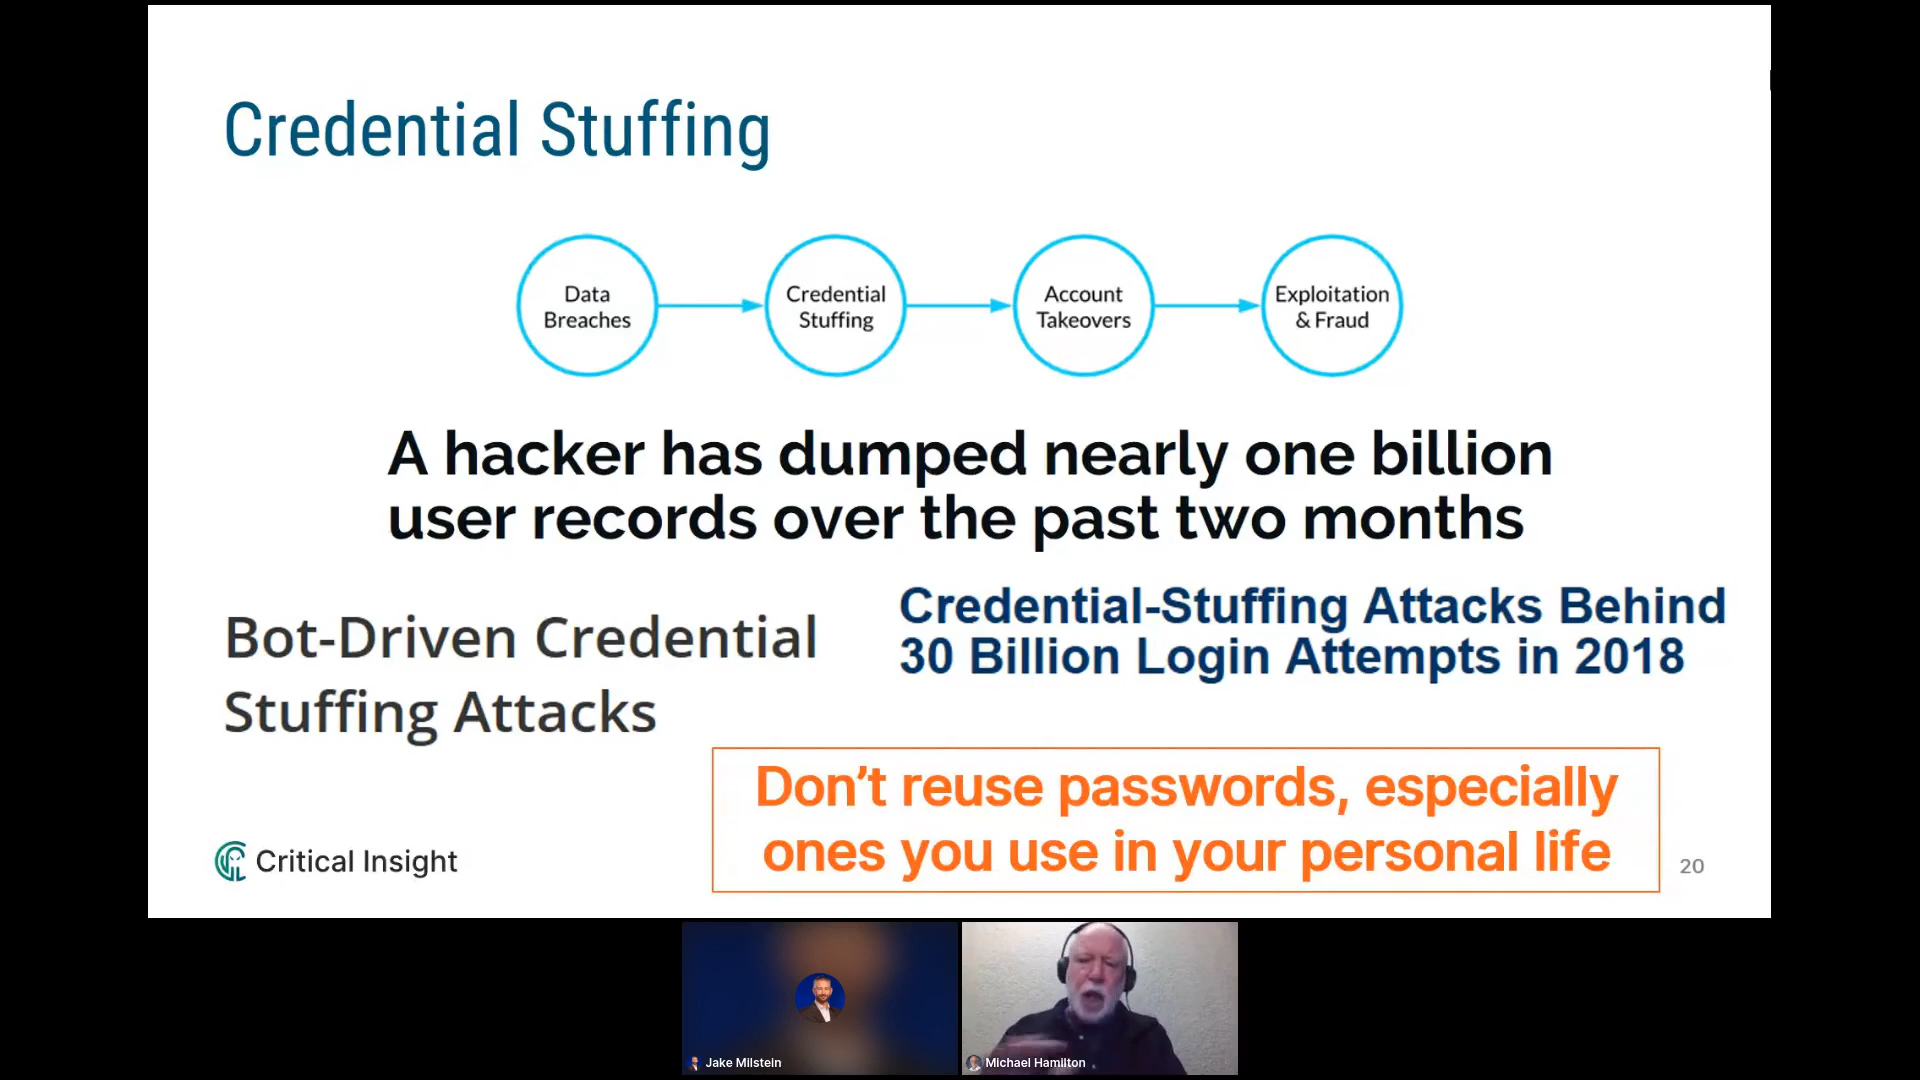 Credential Stuffing
Data
Breaches
Credential
Stuffing
Account
Takeovers
Exploitation
& Fraud
A hacker has dumped nearly one billion
user records over the past two months
Bot-Driven Credential
Stuffing Attacks
Credential-Stuffing Attacks Behind
30 Billion Login Attempts in 2018
Don’t reuse passwords, especially
ones you use in your personal life
Critical Insight
20
Jake Milstein
Michael Hamilton